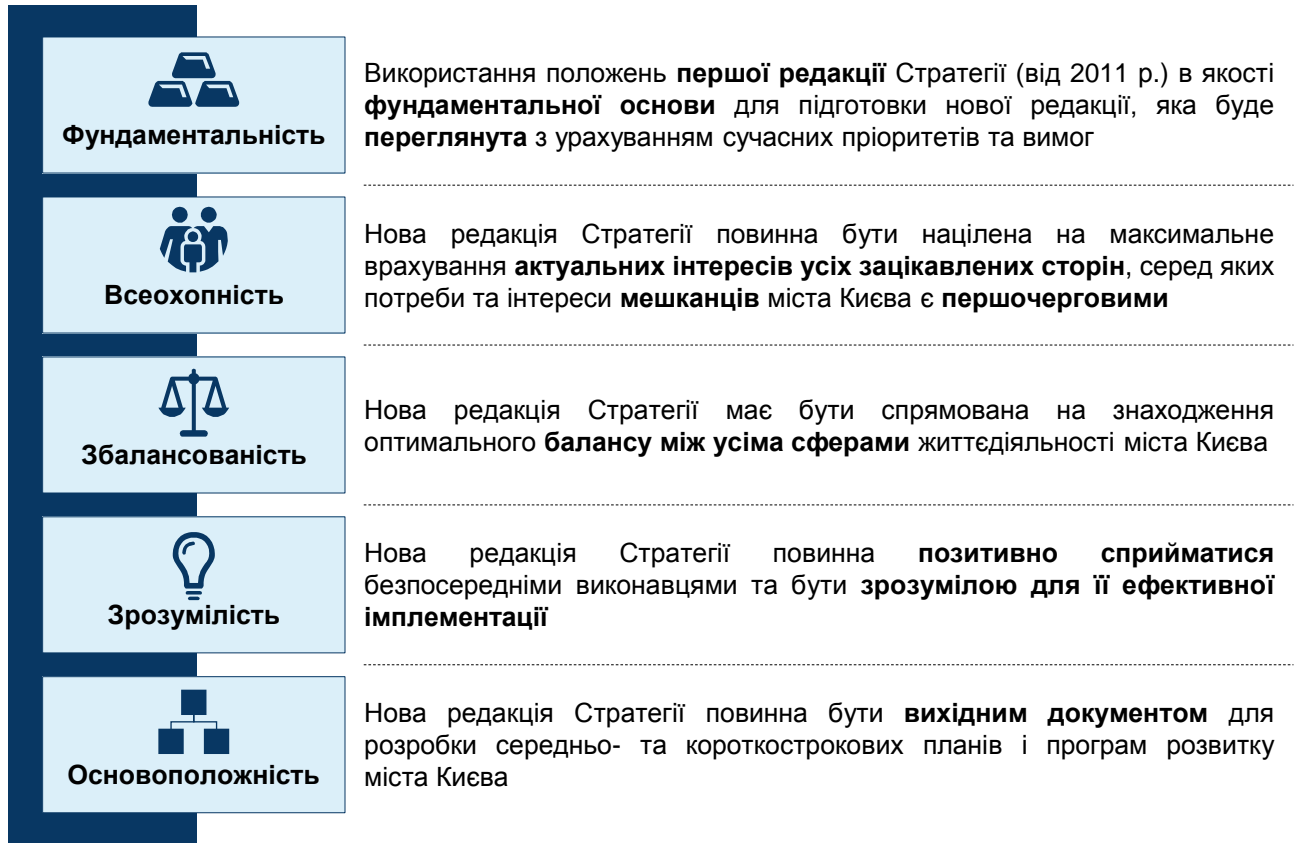 Фундаментальність
Використання положень першої редакції Стратегії (від 2011 р.) в якості
фундаментальної основи для підготовки нової редакції, яка буде
переглянута з урахуванням сучасних пріоритетів та вимог
Всеохопність
Нова редакція Стратегії повинна бути націлена на максимальне
врахування актуальних інтересів усіх зацікавлених сторін, серед яких
потреби та інтереси мешканців міста Києва є першочерговими
Збалансованість
Нова редакція Стратегії має бути спрямована на знаходження
оптимального балансу між усіма сферами життєдіяльності міста Києва
Зрозумілість
Нова редакція Стратегії повинна позитивно сприйматися
безпосередніми виконавцями та бути зрозумілою для її ефективної
імплементації
Основоположність
Нова редакція Стратегії повинна бути вихідним документом для
розробки середньо- та короткострокових планів і програм розвитку
міста Києва